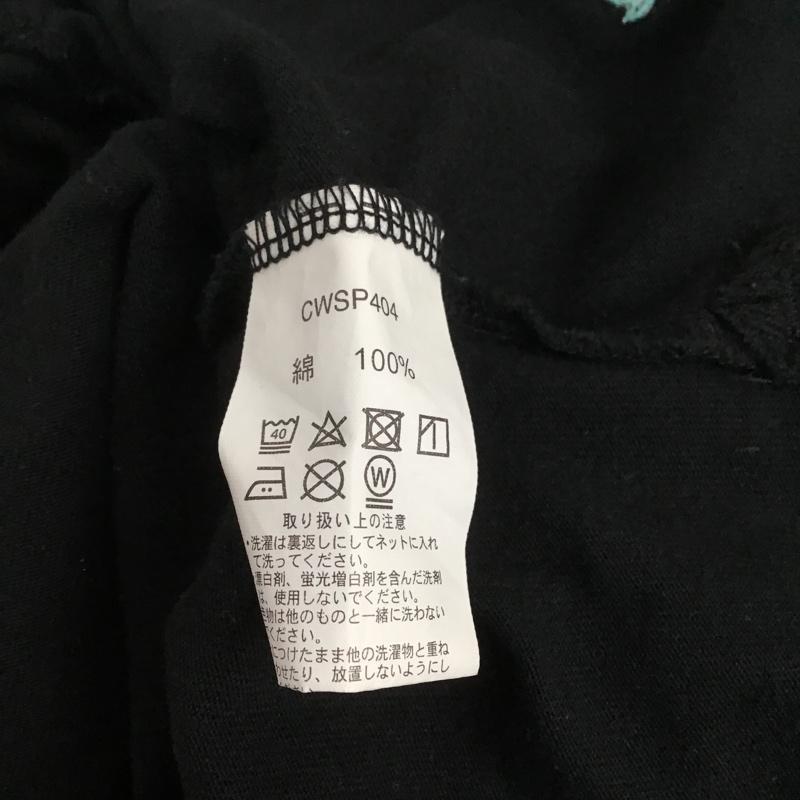 CWSP404
綿 100%
40
W
取り扱い上の注意
・洗濯は裏返しにしてネットに入れ
て洗ってください。
漂白剤、蛍光増白剤を含んだ洗剤
は、使用しないでください。
物は他のものと一緒に洗わない
でください。
につけたまま他の洗濯物と重ね
わせたり、放置しないようにし